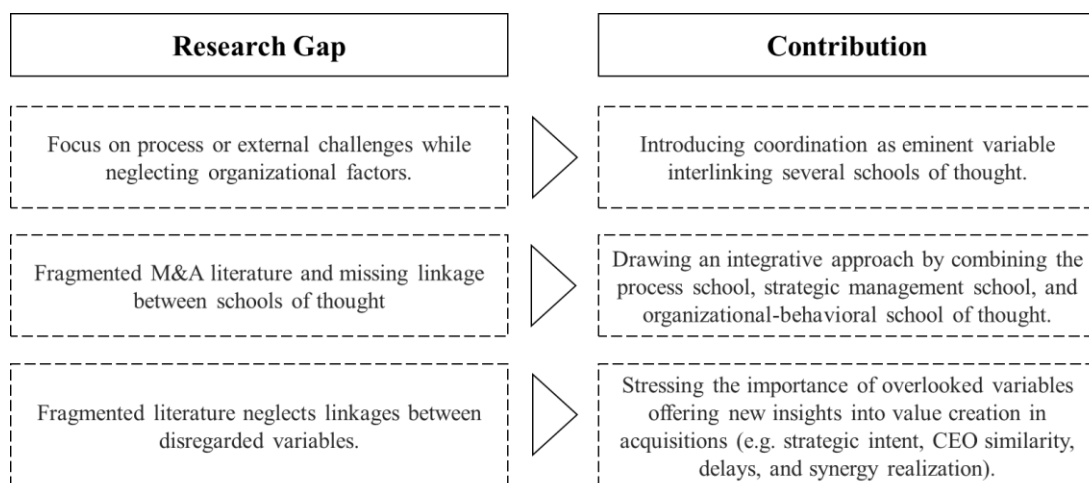 Research Gap
Contribution
Focus on process or external challenges while
neglecting organizational factors.
Introducing coordination as eminent variable
interlinking several schools of thought.
Fragmented M&A literature and missing linkage
between schools of thought
Drawing an integrative approach by combining the
process school, strategic management school, and
organizational-behavioral school of thought.
Fragmented literature neglects linkages between
disregarded variables.
Stressing the importance of overlooked variables
offering new insights into value creation in
acquisitions (e.g. strategic intent, CEO similarity,
delays, and synergy realization).